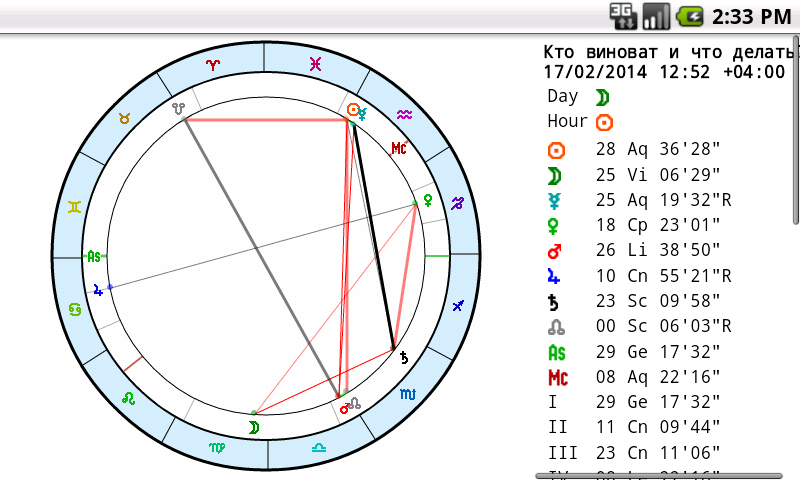 3G 2:33 PM
Кто виноват и что делать
17/02/2014 12:52 +04:00
Day
Hour
28 Aq 36'28"
25 Vi 06'29"
25 Aq 19'32"R
18 Cp 23'01"
26 Li 38'50"
10 Cn 55'21"R
23 Sc 09'58"
00 Sc 06'03"R
As 29 Ge 17'32"
Mc 08 Aq 22'16"
I 29 Ge 17'32"
II 11 Cn 09'44"
III 23 Cn 11'06"
Mc
As